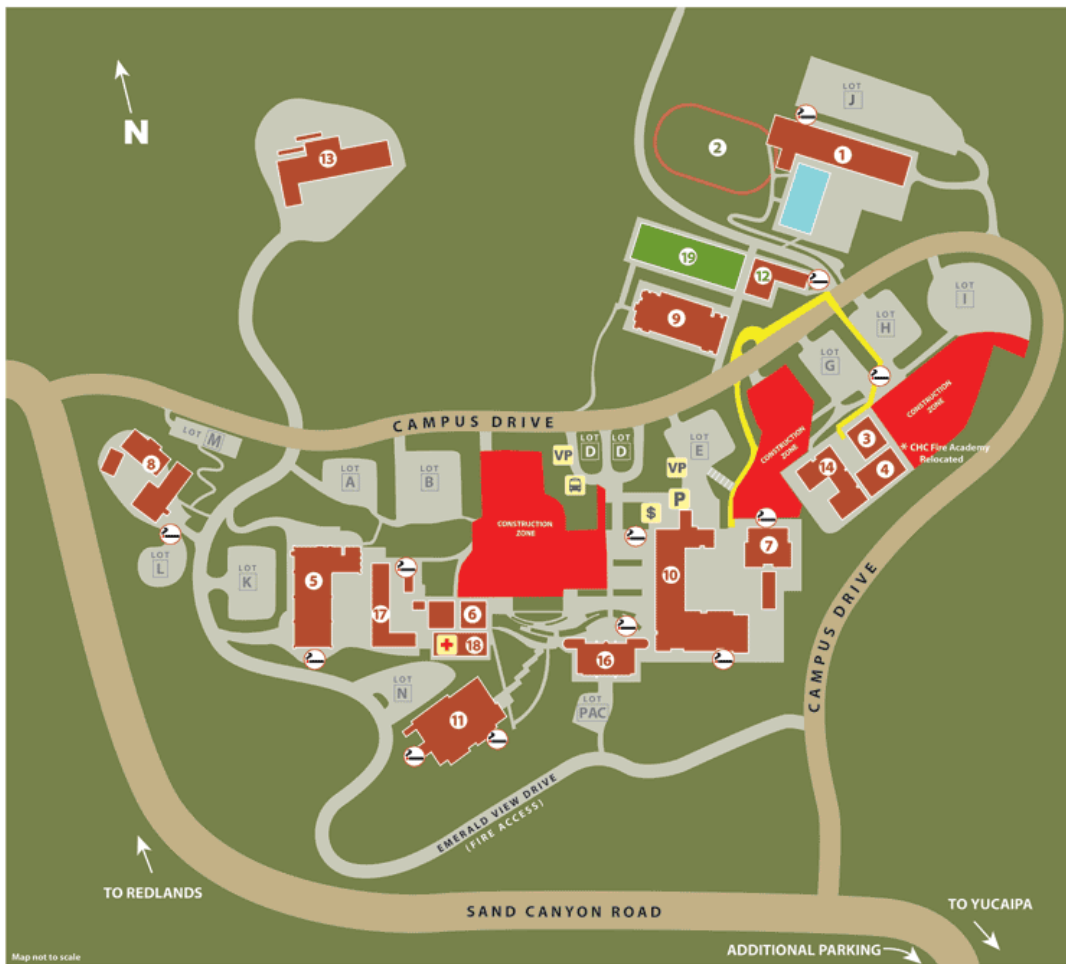 LOT
J
1
2
N
13
19
12
9
LOT
I
LOT
H
LOT
G
CONSTRUCTION
ZONE
CAMPUS DRIVE
LOT
D
LOT
D
LOT
E
VP
VP
P
$
LOT M
8
LOT
A
LOT
B
CONSTRUCTION
ZONE
CONSTRUCTION
ZONE
3
* CHC Fire Academy
Relocated
14
4
LOT
L
LOT
K
5
17
6
18
10
7
16
LOT
N
11
LOT
PAC
CAMPUS DRIVE
EMERALD VIEW DRIVE
(FIRE ACCESS)
TO REDLANDS
SAND CANYON ROAD
TO YUCAIPA
ADDITIONAL PARKING
Map not to scale